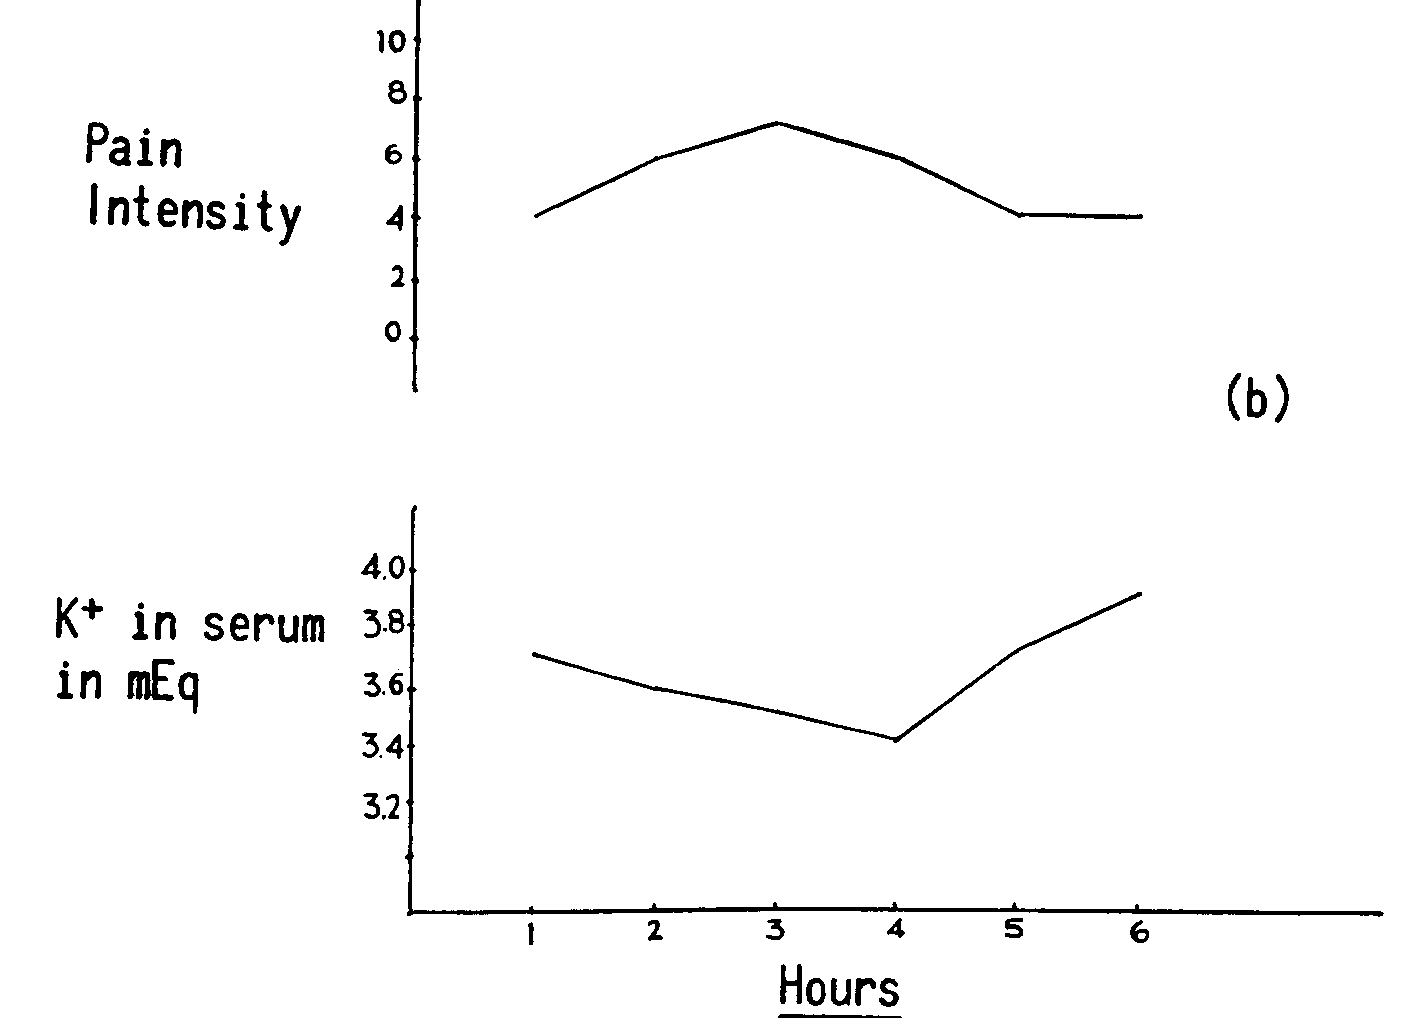 10
8
6
4
2
0
Pain
Intensity
(b)
4.0
3.8
3.6
3.4
3.2
K+ in serum
in mEq
1 2 3 4 5 6
Hours